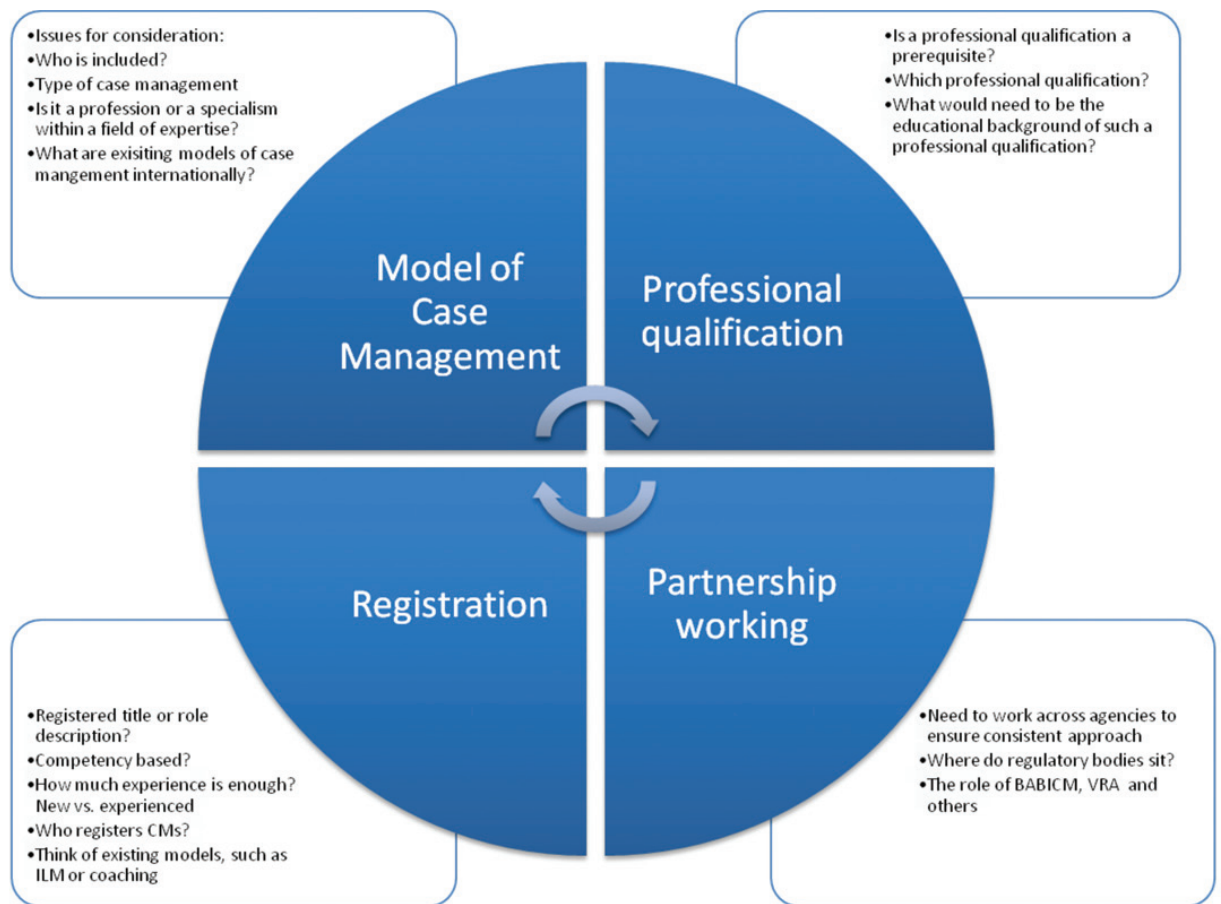 •Issues for consideration:
•Who is included?
•Type of case management
•Is it a profession or a specialism
within a field of expertise?
•What are exisiting models of case
mangement internationally?
•Is a professional qualification a
prerequisite?
•Which professional qualification?
•What would need to be the
educational background of such a
professional qualification?
Model of
Case
Management
Professional
qualification
Registration
Partnership
working
•Registered title or role
description?
•Competency based?
•How much experience is enough?
New vs. experienced
•Who registers CMs?
•Think of existing models, such as
ILM or coaching
•Need to work across agencies to
ensure consistent approach
•Where do regulatory bodies sit?
•The role of BABICM, VRA and
others